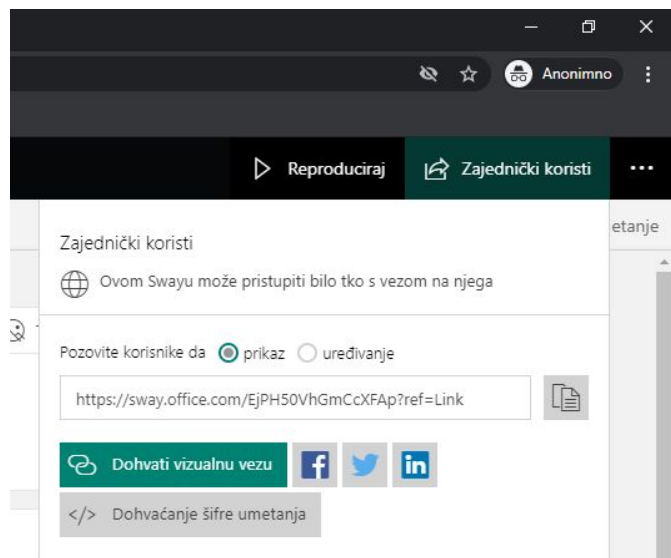 Anonimno
Reproduciraj
Zajednički koristi
etanje
Zajednički koristi
Ovom Swayu može pristupiti bilo tko s vezom na njega
Pozovite korisnike da prikaz uređivanje
https://sway.office.com/EjPH50VhGmCcXFAp?ref=Link
Dohvati vizualnu vezu
</> Dohvaćanje šifre umetanja